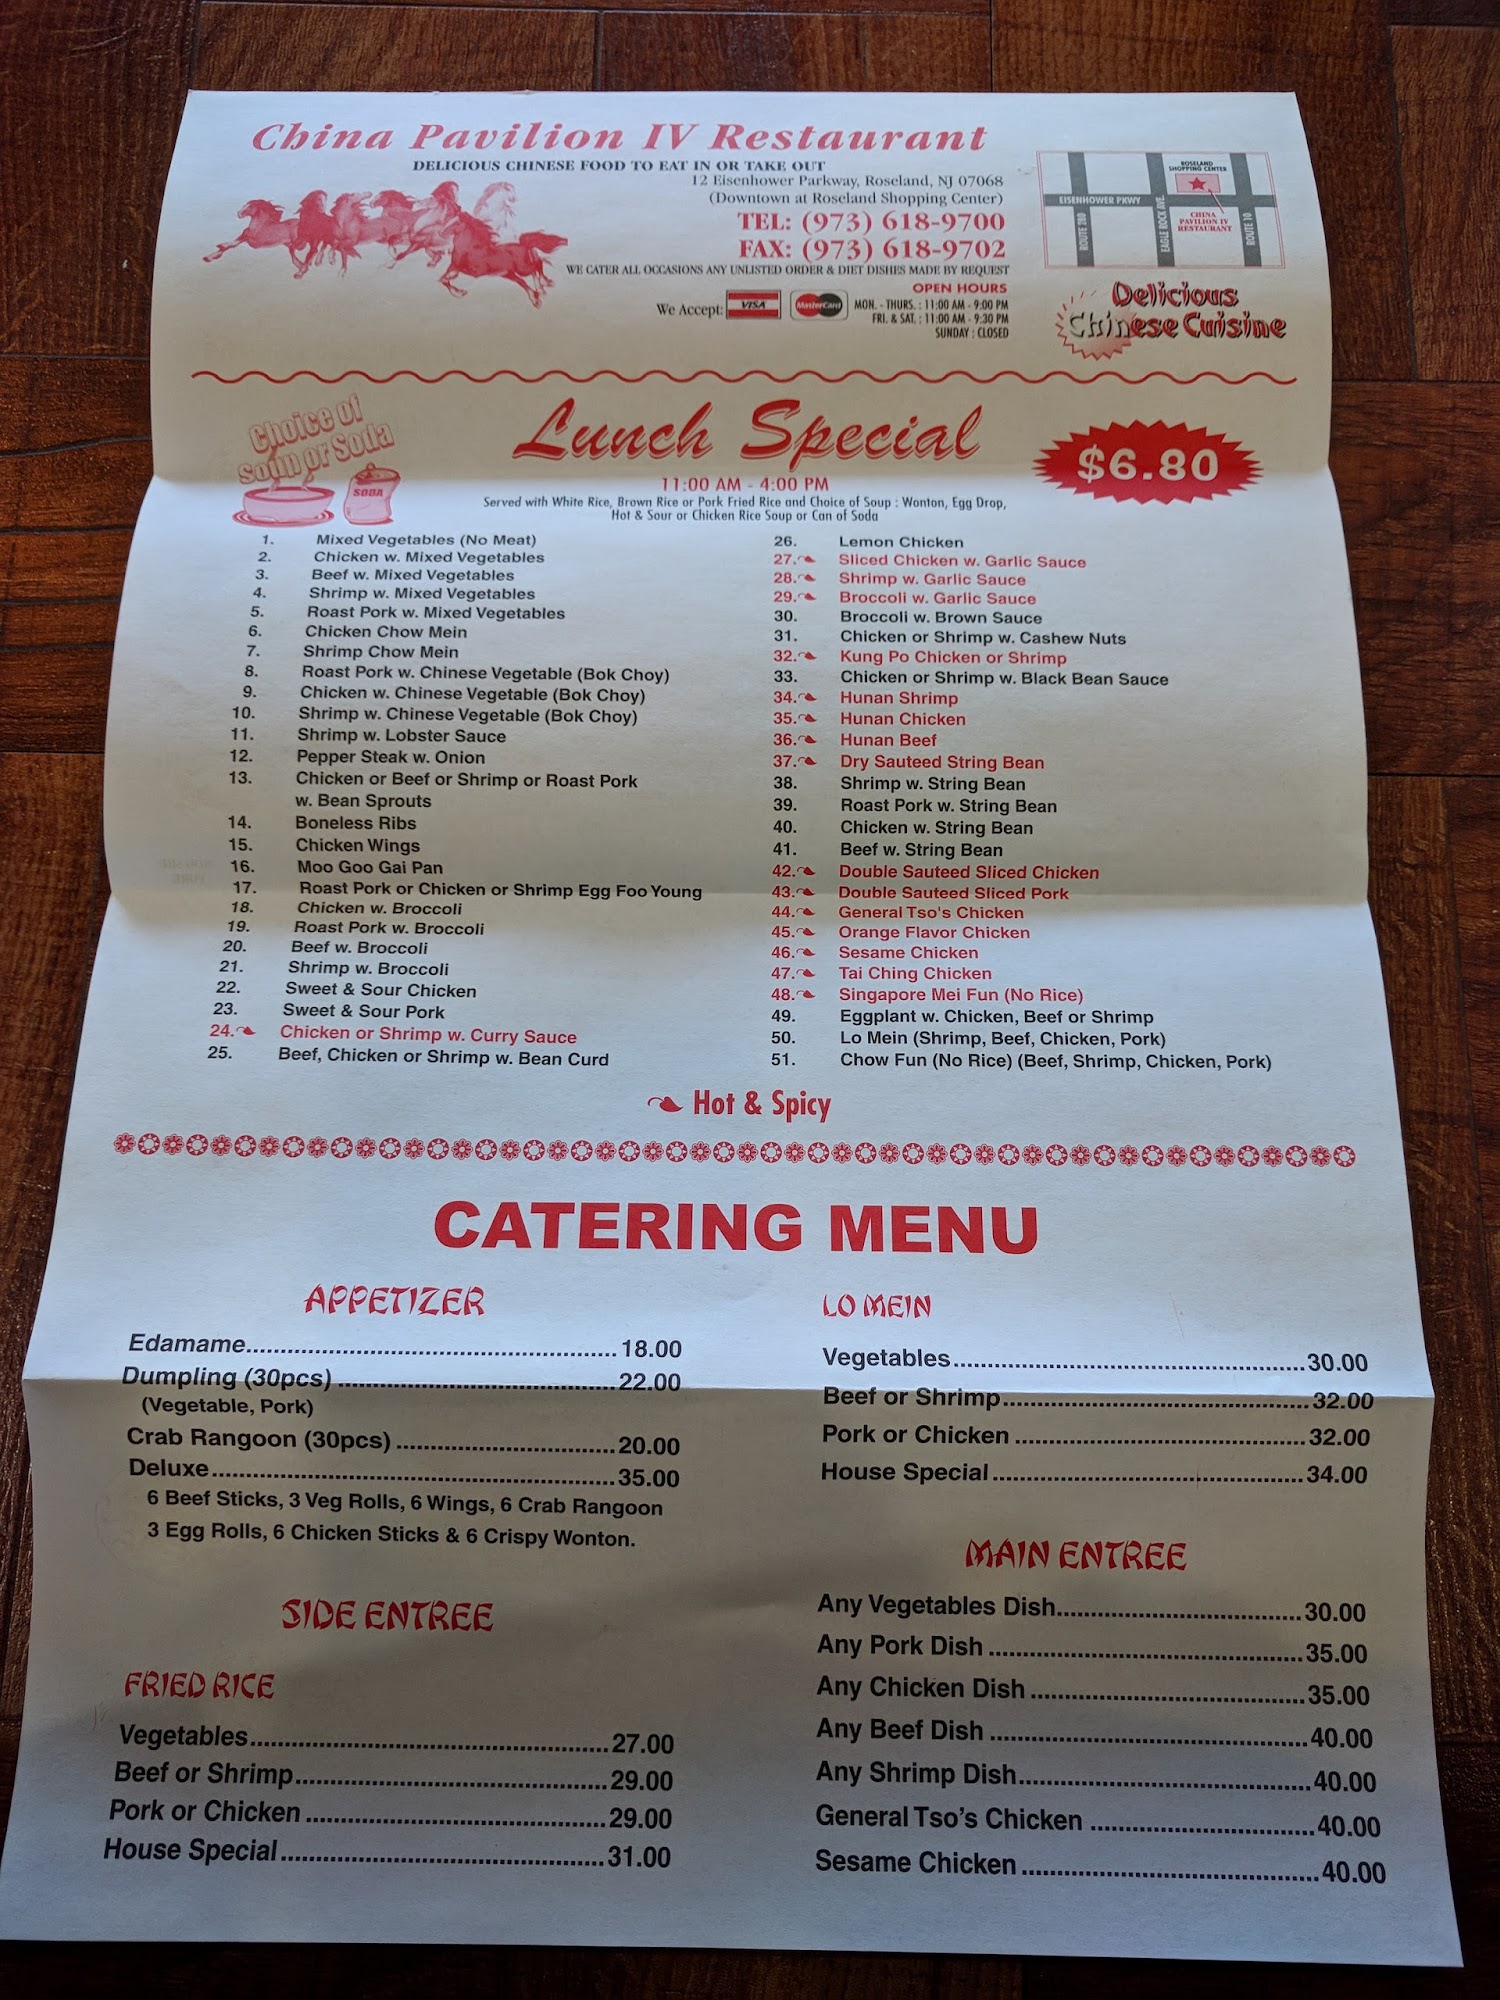 China Pavilion IV Restaurant
DELICIOUS CHINESE FOOD TO EAT IN OR TAKE OUT
12 Eisenhower Parkway, Roseland, NJ 07068
(Downtown at Roseland Shopping Center)
TEL: (973) 618-9700
FAX: (973) 618-9702
WE CATER ALL OCCASIONS ANY UNLISTED ORDER & DIET DISHES MADE BY REQUEST
We Accept: VISA MasterCard
OPEN HOURS
MON. - THURS. : 11:00 AM - 9:00 PM
FRI. & SAT. : 11:00 AM - 9:30 PM
SUNDAY : CLOSED
ROSELAND
SHOPPING CENTER
EISENHOWER PKWY
CHINA
PAVILION IV
RESTAURANT
ROUTE 280
EAGLE ROCK AVE.
ROUTE 10
Delicious
Chinese Cuisine
Choice of
Soup or Soda
SODA
Lunch Special
$6.80
11:00 AM - 4:00 PM
Served with White Rice, Brown Rice or Pork Fried Rice and Choice of Soup : Wonton, Egg Drop,
Hot & Sour or Chicken Rice Soup or Can of Soda
1. Mixed Vegetables (No Meat)
2. Chicken w. Mixed Vegetables
3. Beef w. Mixed Vegetables
4. Shrimp w. Mixed Vegetables
5. Roast Pork w. Mixed Vegetables
6. Chicken Chow Mein
7. Shrimp Chow Mein
8. Roast Pork w. Chinese Vegetable (Bok Choy)
9. Chicken w. Chinese Vegetable (Bok Choy)
10. Shrimp w. Chinese Vegetable (Bok Choy)
11. Shrimp w. Lobster Sauce
12. Pepper Steak w. Onion
13. Chicken or Beef or Shrimp or Roast Pork
w. Bean Sprouts
14. Boneless Ribs
15. Chicken Wings
16. Moo Goo Gai Pan
17. Roast Pork or Chicken or Shrimp Egg Foo Young
18. Chicken w. Broccoli
19. Roast Pork w. Broccoli
20. Beef w. Broccoli
21. Shrimp w. Broccoli
22. Sweet & Sour Chicken
23. Sweet & Sour Pork
24. Chicken or Shrimp w. Curry Sauce
25. Beef, Chicken or Shrimp w. Bean Curd
26. Lemon Chicken
27. Sliced Chicken w. Garlic Sauce
28. Shrimp w. Garlic Sauce
29. Broccoli w. Garlic Sauce
30. Broccoli w. Brown Sauce
31. Chicken or Shrimp w. Cashew Nuts
32. Kung Po Chicken or Shrimp
33. Chicken or Shrimp w. Black Bean Sauce
34. Hunan Shrimp
35. Hunan Chicken
36. Hunan Beef
37. Dry Sauteed String Bean
38. Shrimp w. String Bean
39. Roast Pork w. String Bean
40. Chicken w. String Bean
41. Beef w. String Bean
42. Double Sauteed Sliced Chicken
43. Double Sauteed Sliced Pork
44. General Tso's Chicken
45. Orange Flavor Chicken
46. Sesame Chicken
47. Tai Ching Chicken
48. Singapore Mei Fun (No Rice)
49. Eggplant w. Chicken, Beef or Shrimp
50. Lo Mein (Shrimp, Beef, Chicken, Pork)
51. Chow Fun (No Rice) (Beef, Shrimp, Chicken, Pork)
Hot & Spicy
CATERING MENU
APPETIZER
Edamame 18.00
Dumpling (30pcs) 22.00
(Vegetable, Pork)
Crab Rangoon (30pcs) 20.00
Deluxe 35.00
6 Beef Sticks, 3 Veg Rolls, 6 Wings, 6 Crab Rangoon
3 Egg Rolls, 6 Chicken Sticks & 6 Crispy Wonton.
SIDE ENTREE
FRIED RICE
Vegetables 27.00
Beef or Shrimp 29.00
Pork or Chicken 29.00
House Special 31.00
LO MEIN
Vegetables 30.00
Beef or Shrimp 32.00
Pork or Chicken 32.00
House Special 34.00
MAIN ENTREE
Any Vegetables Dish 30.00
Any Pork Dish 35.00
Any Chicken Dish 35.00
Any Beef Dish 40.00
Any Shrimp Dish 40.00
General Tso's Chicken 40.00
Sesame Chicken 40.00